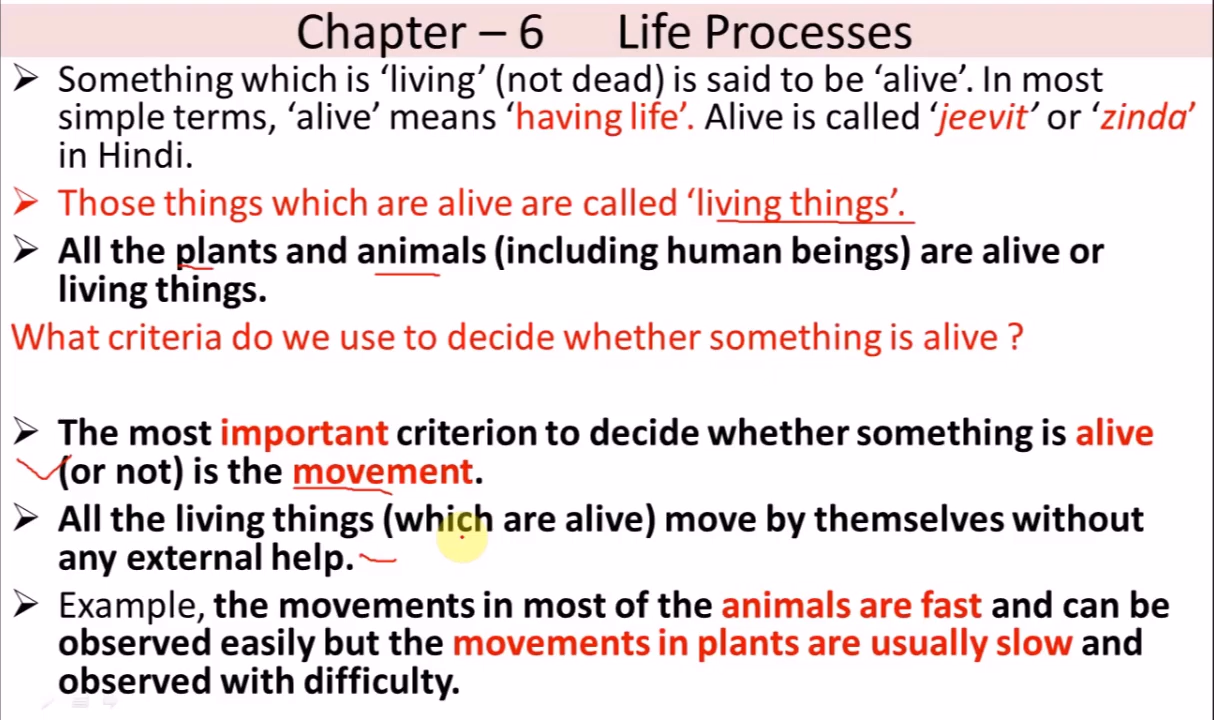 Chapter – 6 Life Processes
➢ Something which is ‘living’ (not dead) is said to be ‘alive’. In most
simple terms, ‘alive’ means ‘having life’. Alive is called ‘jeevit’ or ‘zinda’
in Hindi.
➢ Those things which are alive are called ‘living things’.
➢ All the plants and animals (including human beings) are alive or
living things.
What criteria do we use to decide whether something is alive ?
➢ The most important criterion to decide whether something is alive
(or not) is the movement.
➢ All the living things (which are alive) move by themselves without
any external help.
➢ Example, the movements in most of the animals are fast and can be
observed easily but the movements in plants are usually slow and
observed with difficulty.